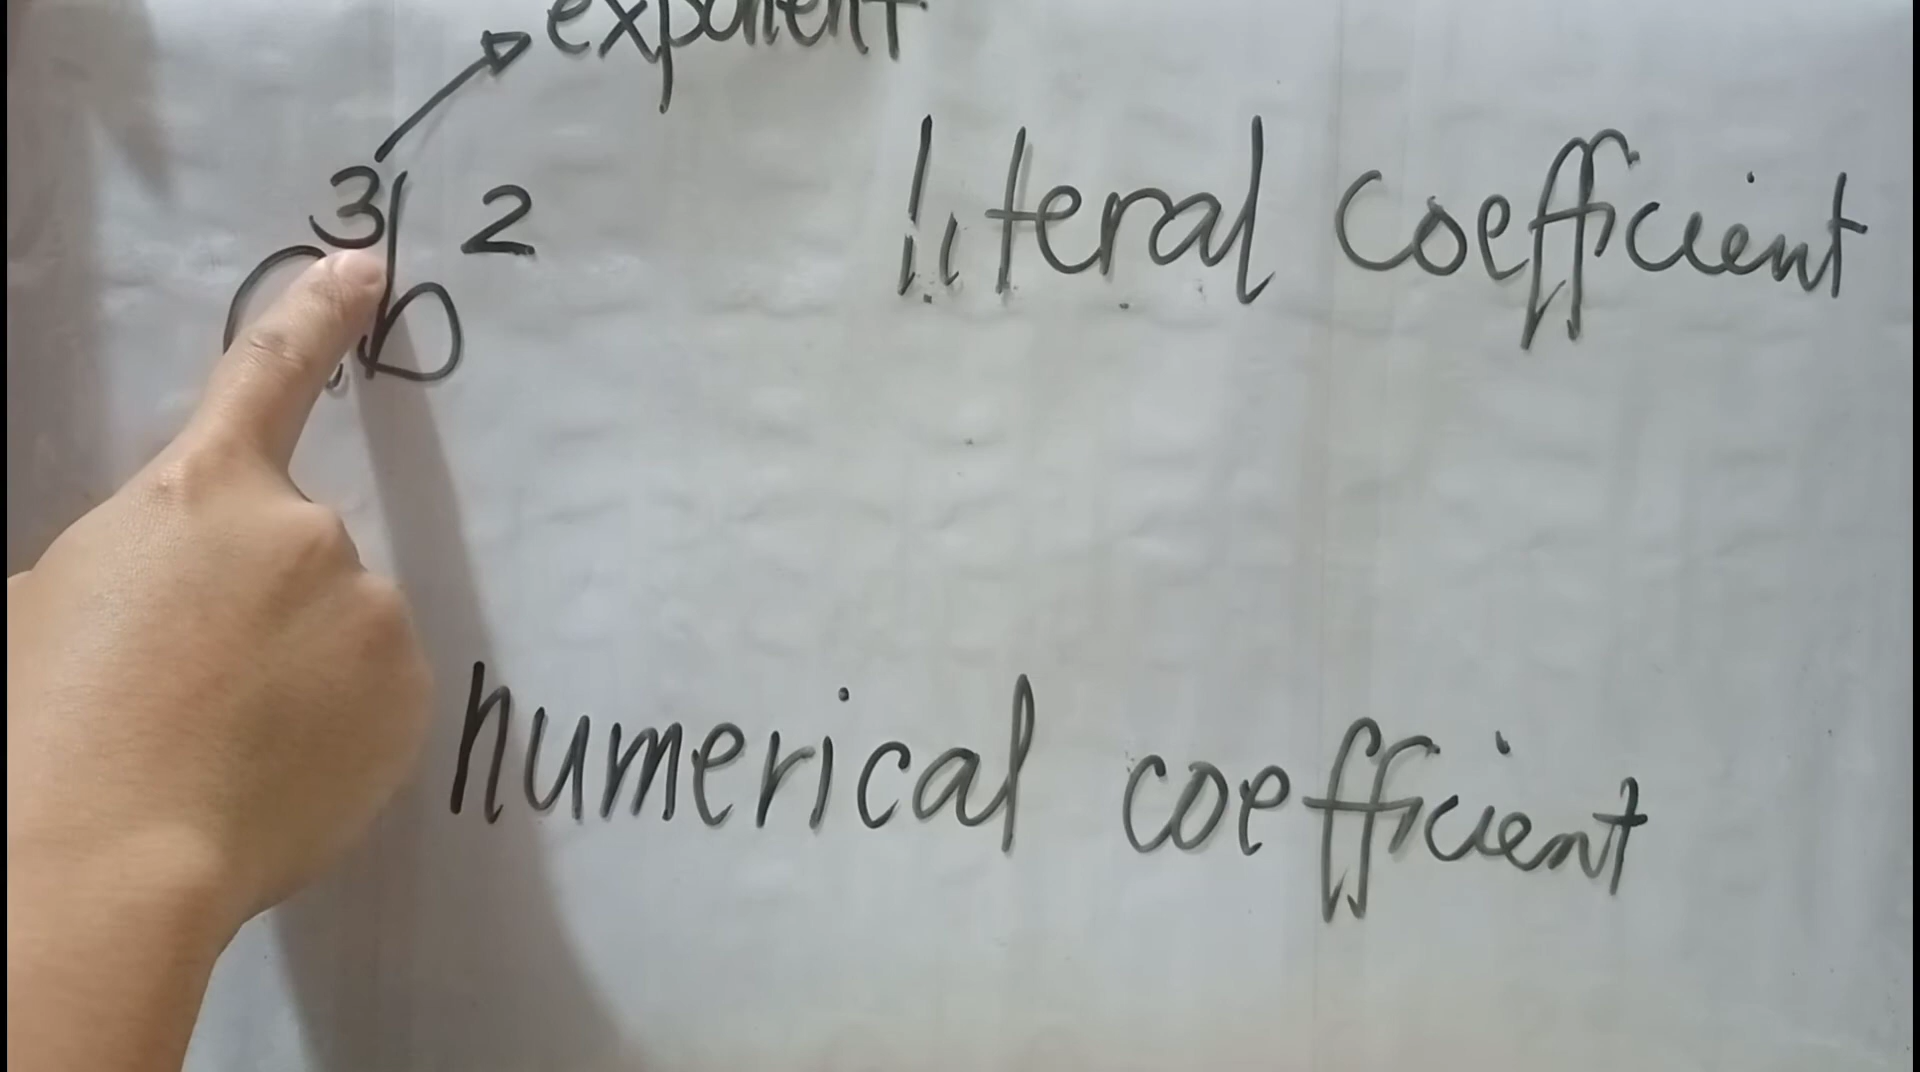 exponent
3 2
b
literal coefficient
numerical coefficient